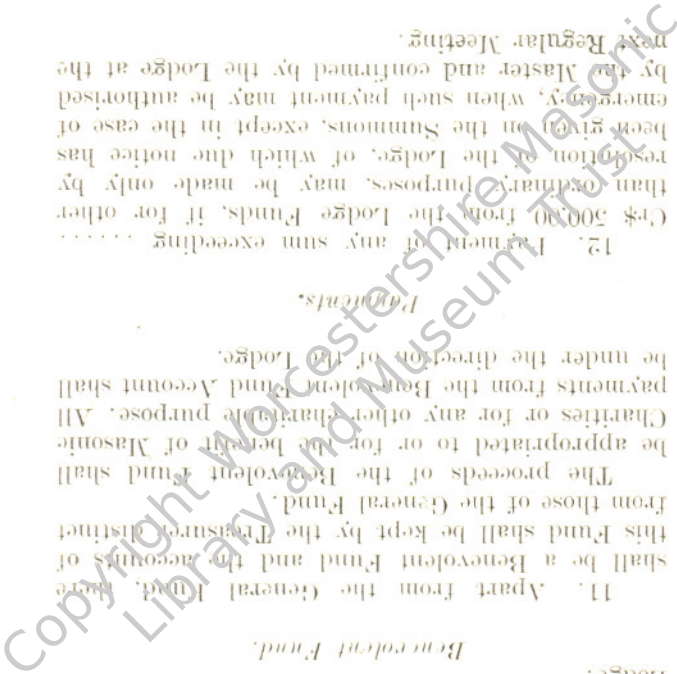 Lodge.
Benevolent Fund.
11. Apart from the General Fund, there
shall be a Benevolent Fund and the accounts of
this Fund shall be kept by the Treasurer distinct
from those of the General Fund.
The proceeds of the Benevolent Fund shall
be appropriated to or for the benefit of Masonic
Charities or for any other charitable purpose. All
payments from the Benevolent Fund Account shall
be under the direction of the Lodge.
Payments.
12. Payment of any sum exceeding ......
Cr$ 500,00 from the Lodge Funds, if for other
than ordinary purposes, may be made only by
resolution of the Lodge, of which due notice has
been given on the Summons, except in the case of
emergency, when such payment may be authorised
by the Master and confirmed by the Lodge at the
next Regular Meeting.
Copyright Worcestershire Masonic
Library and Museum Trust